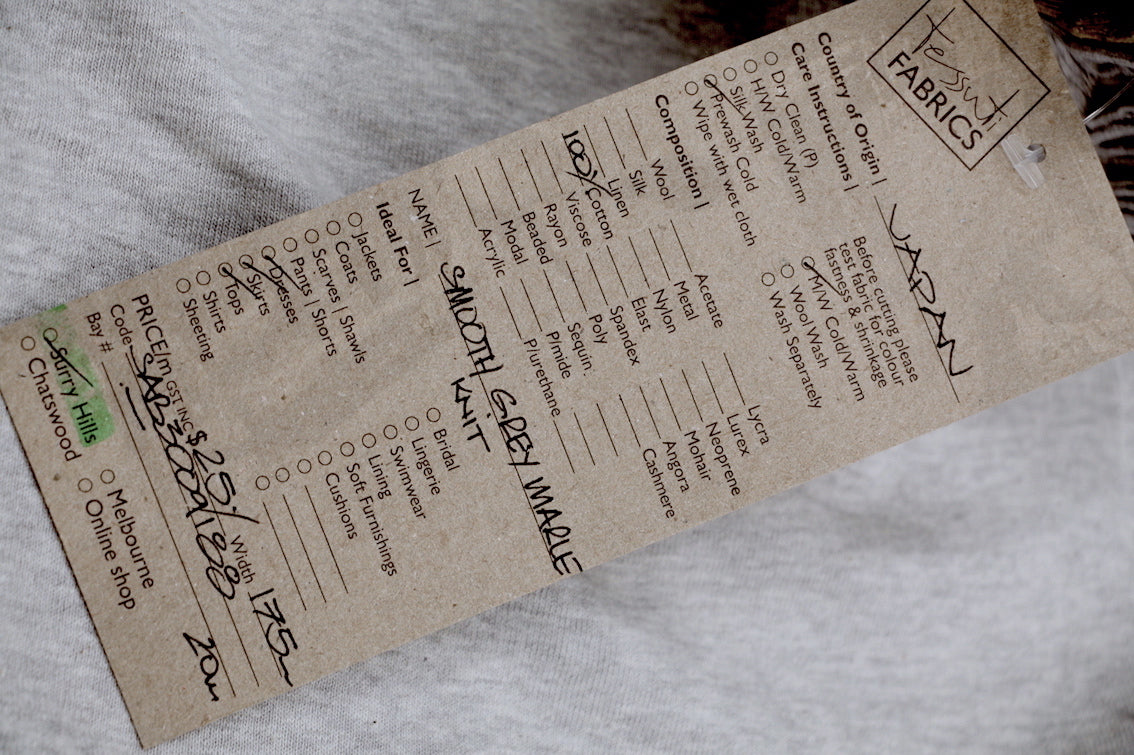 tessuti
FABRICS
Country of Origin | JAPAN
Care Instructions |
Dry Clean (P)
H/W Cold/Warm
Silk Wash
Prewash Cold
Wipe with wet cloth
Before cutting please
test fabric for colour
fastness & shrinkage
M/W Cold/Warm
Wool Wash
Wash Separately
Composition |
Wool
Silk
Linen
100% Cotton
Viscose
Rayon
Beaded
Modal
Acrylic
Acetate
Metal
Nylon
Elast
Spandex
Poly
Sequin.
P/mide
P/urethane
Lycra
Lurex
Neoprene
Mohair
Angora
Cashmere
NAME | SMOOTH GREY MARLE
KNIT
Ideal For |
Jackets
Coats
Scarves | Shawls
Pants | Shorts
Dresses
Skirts
Tops
Shirts
Sheeting
Bridal
Lingerie
Swimwear
Lining
Soft Furnishings
Cushions
PRICE/m GST INC $25/ Width 175
Code
Bay # 20m
Surry Hills
Chatswood
Melbourne
Online shop